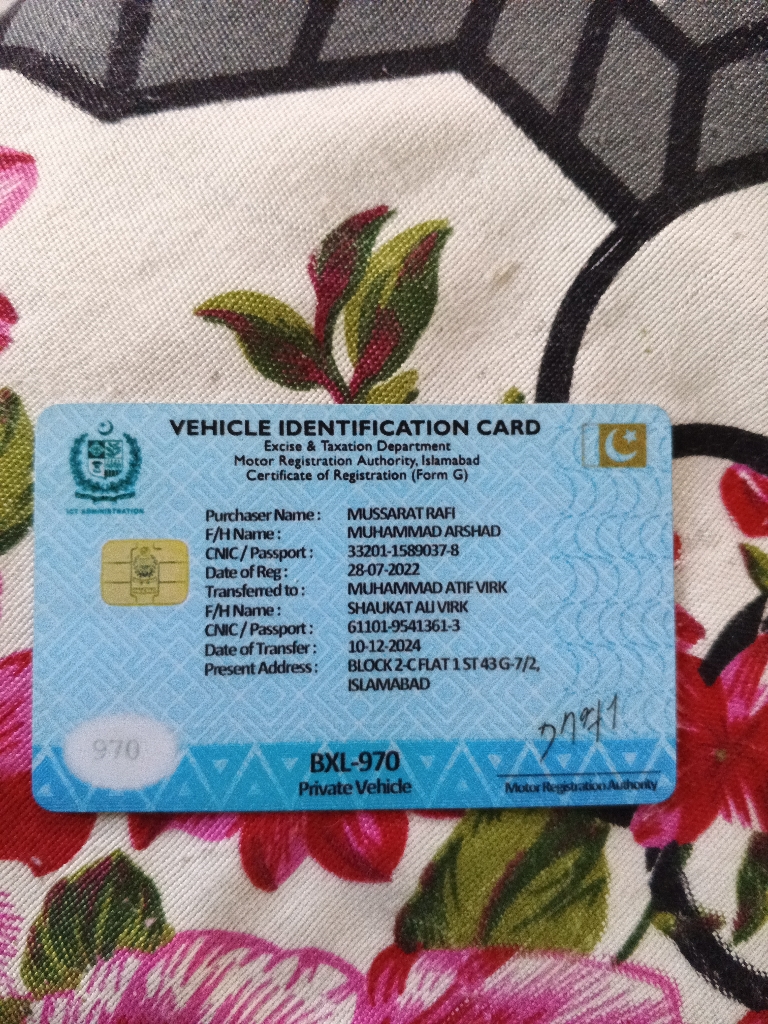 VEHICLE IDENTIFICATION CARD
Excise & Taxation Department
Motor Registration Authority, Islamabad
Certificate of Registration (Form G)
ICT ADMINISTRATION
Purchaser Name : MUSSARAT RAFI
F/H Name : MUHAMMAD ARSHAD
CNIC / Passport : 33201-1589037-8
Date of Reg : 28-07-2022
Transferred to : MUHAMMAD ATIF VIRK
F/H Name : SHAUKAT ALI VIRK
CNIC / Passport : 61101-9541361-3
Date of Transfer : 10-12-2024
Present Address : BLOCK 2-C FLAT 1 ST 43 G-7/2,
ISLAMABAD
970
BXL-970
Private Vehicle
Motor Registration Authority